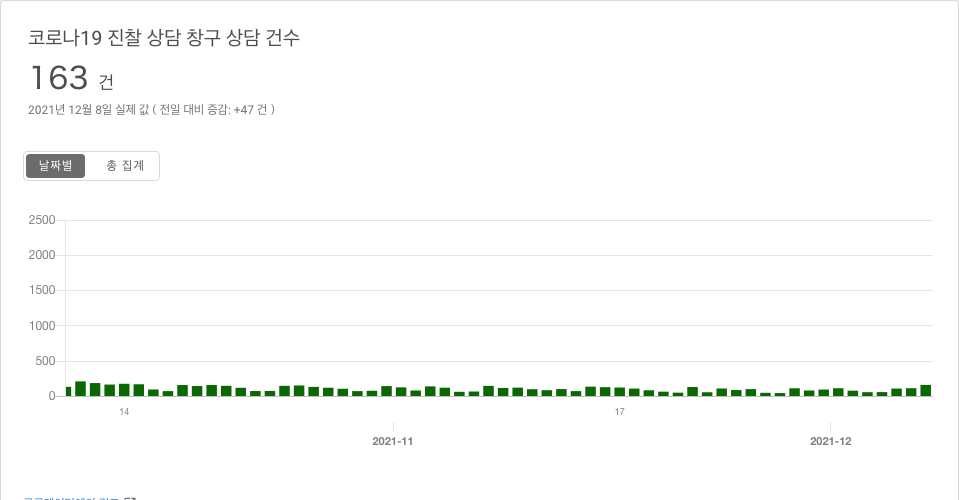 코로나19 진찰 상담 창구 상담 건수
163 건
2021년 12월 8일 실제 값 ( 전일 대비 증감: +47 건 )
날짜별 총 집계
2500
2000
1500
1000
500
0
14 17
2021-11 2021-12